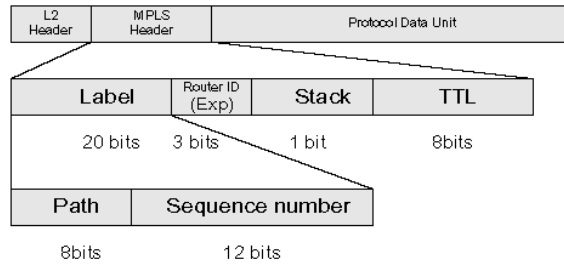 L2 Header
MPLS Header
Protocol Data Unit
Label
Router ID (Exp)
Stack
TTL
20 bits
3 bits
1 bit
8bits
Path
Sequence number
8bits
12 bits